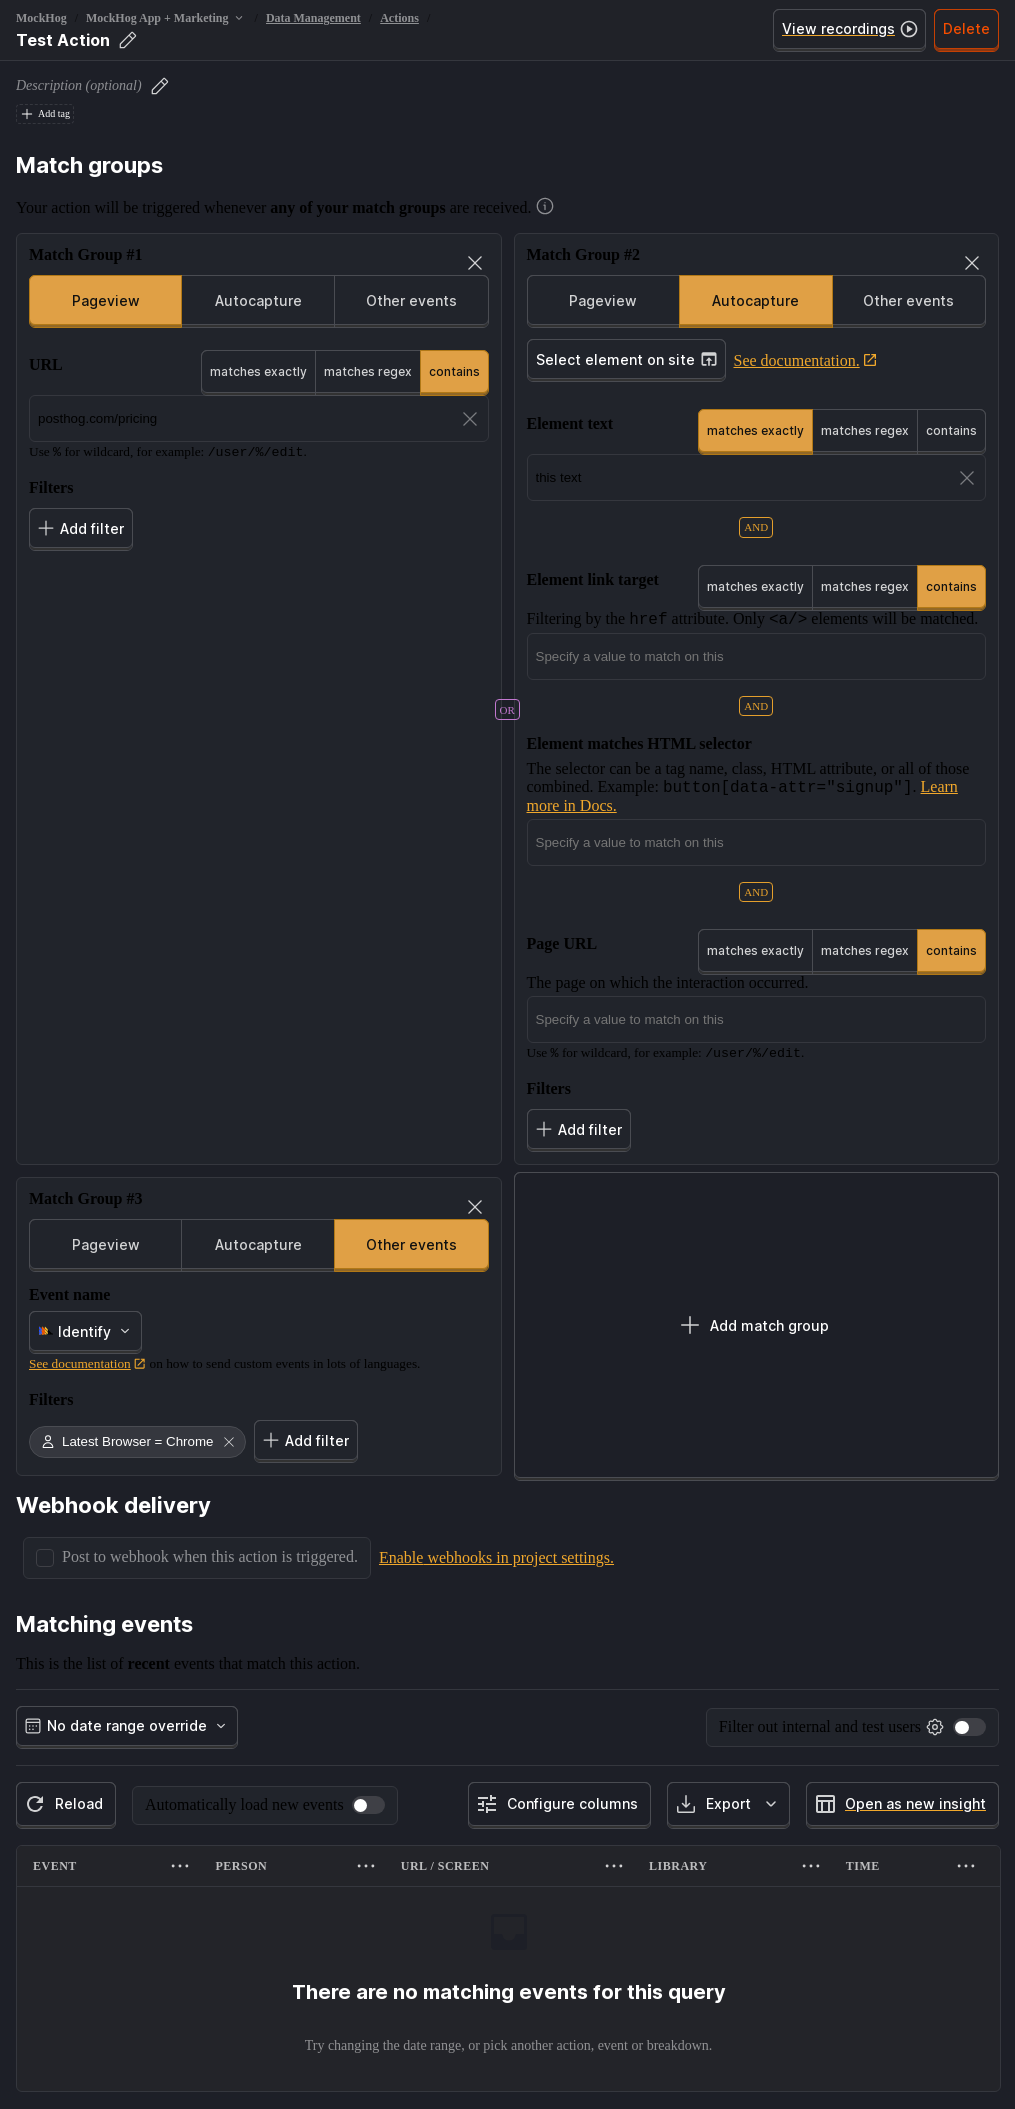 MockHog / MockHog App + Marketing / Data Management / Actions /
Test Action
View recordings
Delete
Description (optional)
Add tag
Match groups
Your action will be triggered whenever any of your match groups are received.
Match Group #1
Pageview
Autocapture
Other events
URL
matches exactly
matches regex
contains
posthog.com/pricing
Use % for wildcard, for example: /user/%/edit.
Filters
Add filter
OR
Match Group #2
Pageview
Autocapture
Other events
Select element on site
See documentation.
Element text
matches exactly
matches regex
contains
this text
AND
Element link target
matches exactly
matches regex
contains
Filtering by the href attribute. Only <a/> elements will be matched.
Specify a value to match on this
AND
Element matches HTML selector
The selector can be a tag name, class, HTML attribute, or all of those
combined. Example: button[data-attr="signup"]. Learn
more in Docs.
Specify a value to match on this
AND
Page URL
matches exactly
matches regex
contains
The page on which the interaction occurred.
Specify a value to match on this
Use % for wildcard, for example: /user/%/edit.
Filters
Add filter
Match Group #3
Pageview
Autocapture
Other events
Event name
Identify
See documentation on how to send custom events in lots of languages.
Filters
Latest Browser = Chrome
Add filter
Add match group
Webhook delivery
Post to webhook when this action is triggered.
Enable webhooks in project settings.
Matching events
This is the list of recent events that match this action.
No date range override
Filter out internal and test users
Reload
Automatically load new events
Configure columns
Export
Open as new insight
EVENT
PERSON
URL / SCREEN
LIBRARY
TIME
There are no matching events for this query
Try changing the date range, or pick another action, event or breakdown.